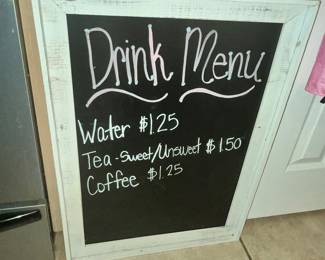 Drink Menu
Water $1.25
Tea-Sweet/Unsweet $1.50
Coffee $1.25